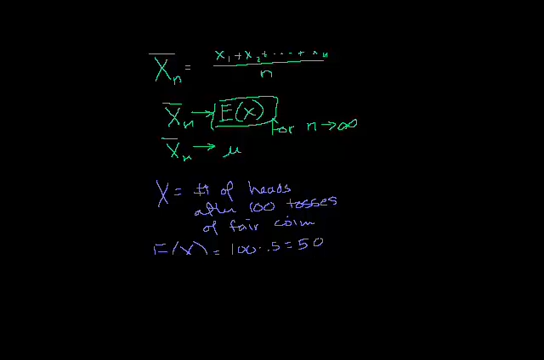 X̅ₙ = x₁ + x₂ + ⋯ + xₙ / n
X̅ₙ → E(X) for n → ∞
X̅ₙ → μ
X = # of heads
after 100 tosses
of fair coin
E(X) = 100 · .5 = 50